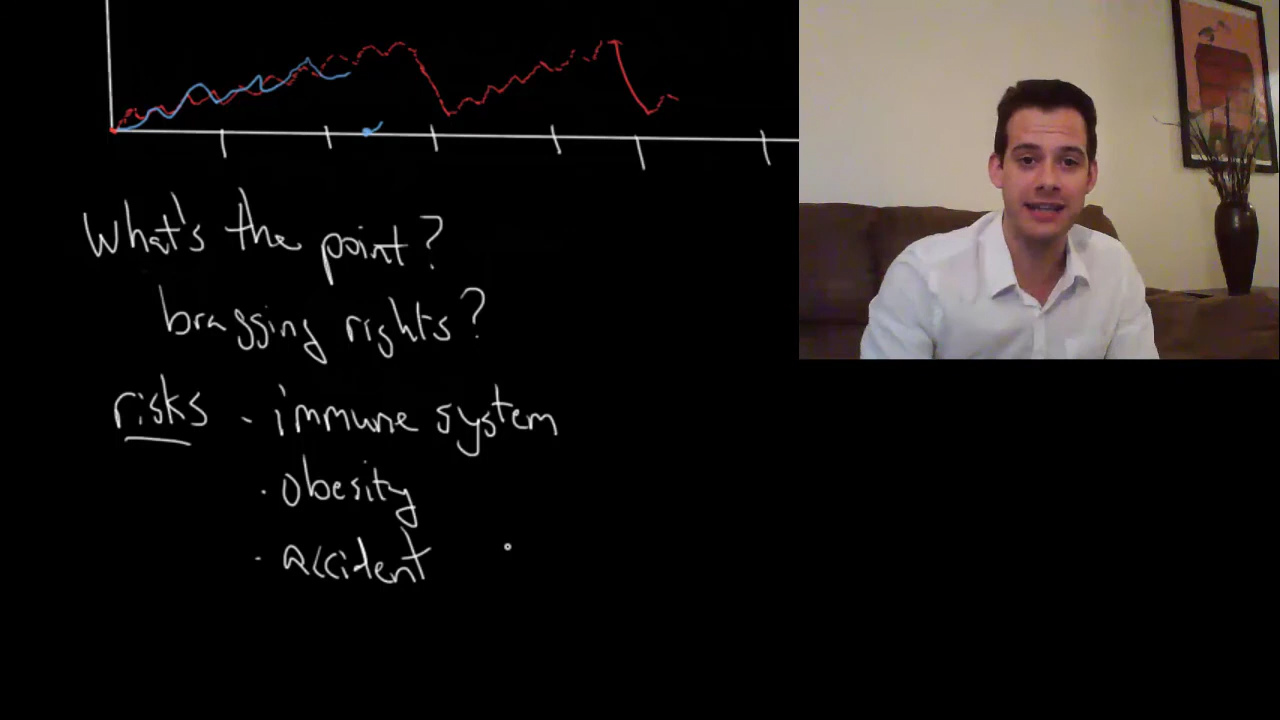 What's the point?
bragging rights?
risks - immune system
· obesity
· accident